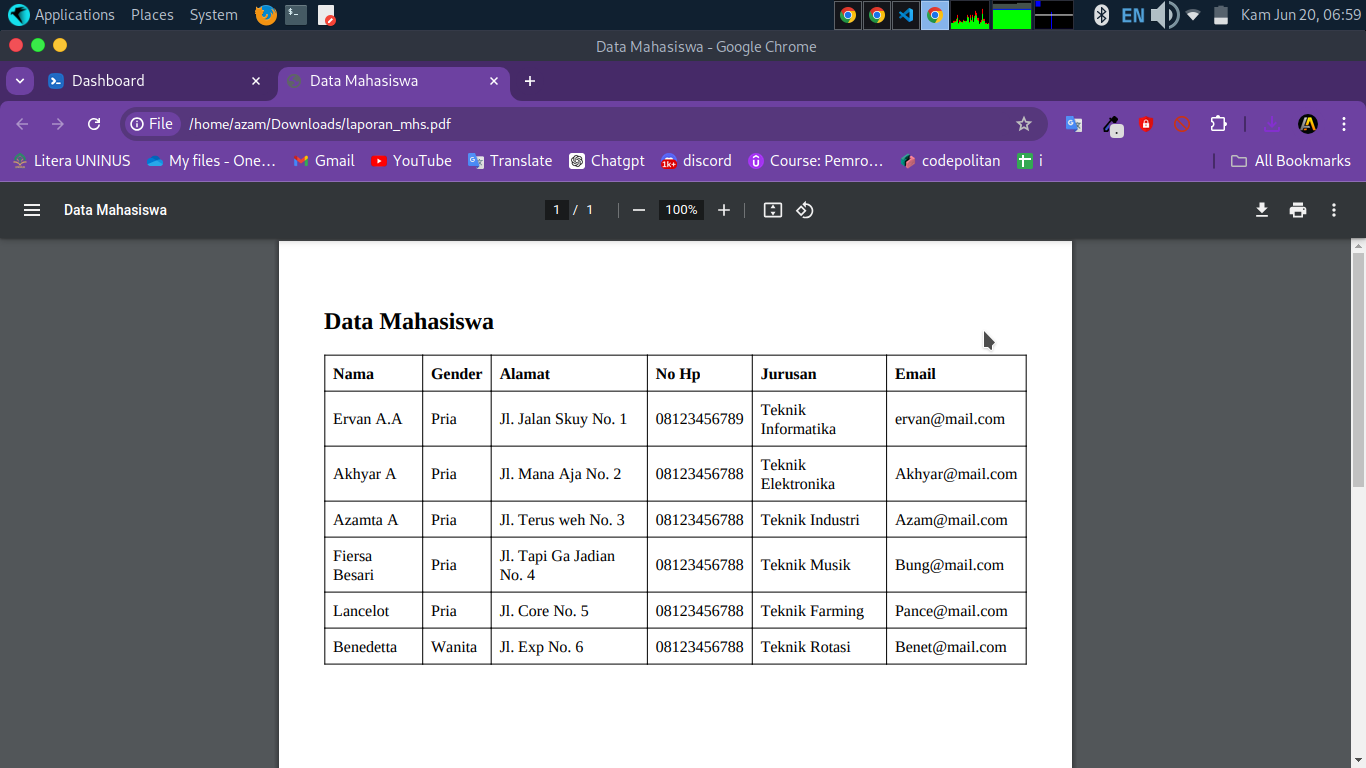 Applications Places System EN Kam Jun 20, 06:59
Data Mahasiswa - Google Chrome
Dashboard Data Mahasiswa
File /home/azam/Downloads/laporan_mhs.pdf
Litera UNINUS My files - One… Gmail YouTube Translate Chatgpt 1k+ discord Course: Pemro… codepolitan i All Bookmarks
Data Mahasiswa 1 / 1 100%
Data Mahasiswa
Nama Gender Alamat No Hp Jurusan Email
Ervan A.A Pria Jl. Jalan Skuy No. 1 08123456789 Teknik
Informatika ervan@mail.com
Akhyar A Pria Jl. Mana Aja No. 2 08123456788 Teknik
Elektronika Akhyar@mail.com
Azamta A Pria Jl. Terus weh No. 3 08123456788 Teknik Industri Azam@mail.com
Fiersa
Besari Pria Jl. Tapi Ga Jadian
No. 4 08123456788 Teknik Musik Bung@mail.com
Lancelot Pria Jl. Core No. 5 08123456788 Teknik Farming Pance@mail.com
Benedetta Wanita Jl. Exp No. 6 08123456788 Teknik Rotasi Benet@mail.com